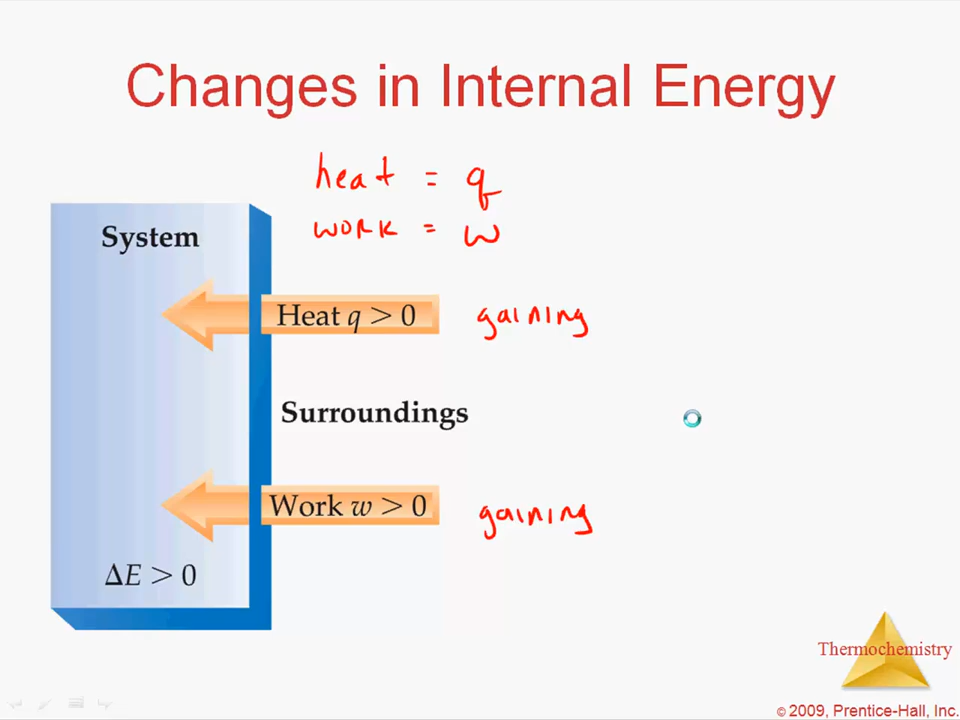 Changes in Internal Energy
heat = q
work = w
System
Heat q > 0
gaining
Surroundings
Work w > 0
gaining
ΔE > 0
Thermochemistry
© 2009, Prentice-Hall, Inc.